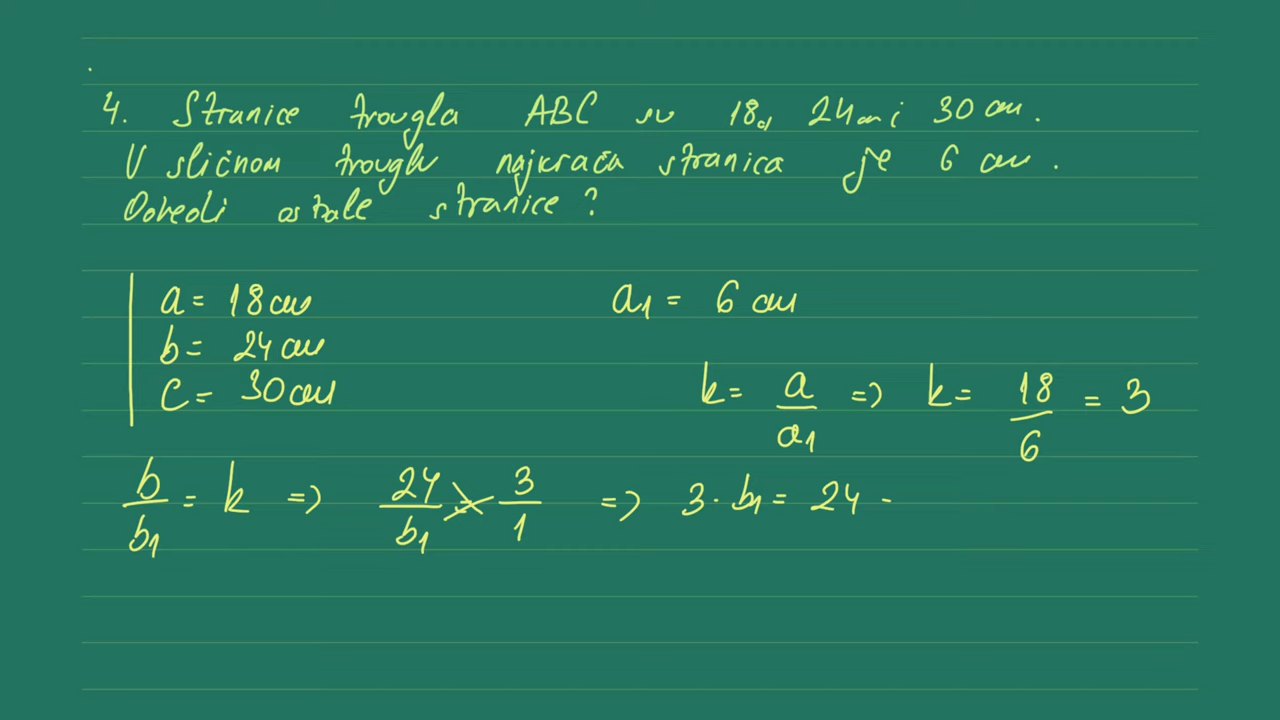 4. Stranice trougla ABC su 18, 24cm i 30 cm.
U sličnom trouglu najkraća stranica je 6 cm.
Odredi ostale stranice?
a = 18 cm
a₁ = 6 cm
b = 24 cm
c = 30 cm
k = a/a₁ => k = 18/6 = 3
b/b₁ = k => 24/b₁ = 3/1 => 3 · b₁ = 24 -